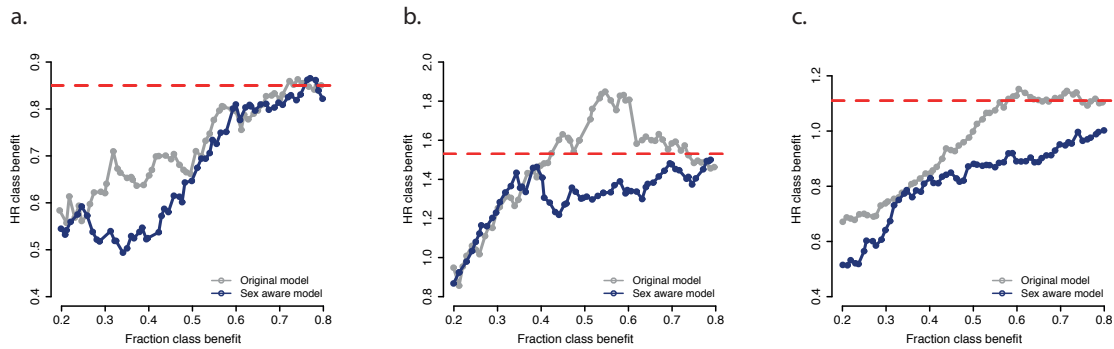 a.
HR class benefit
0.4 0.5 0.6 0.7 0.8 0.9
Original model
Sex aware model
0.2 0.3 0.4 0.5 0.6 0.7 0.8
Fraction class benefit
b.
HR class benefit
0.8 1.0 1.2 1.4 1.6 1.8 2.0
Original model
Sex aware model
0.2 0.3 0.4 0.5 0.6 0.7 0.8
Fraction class benefit
c.
HR class benefit
0.4 0.6 0.8 1.0 1.2
Original model
Sex aware model
0.2 0.3 0.4 0.5 0.6 0.7 0.8
Fraction class benefit